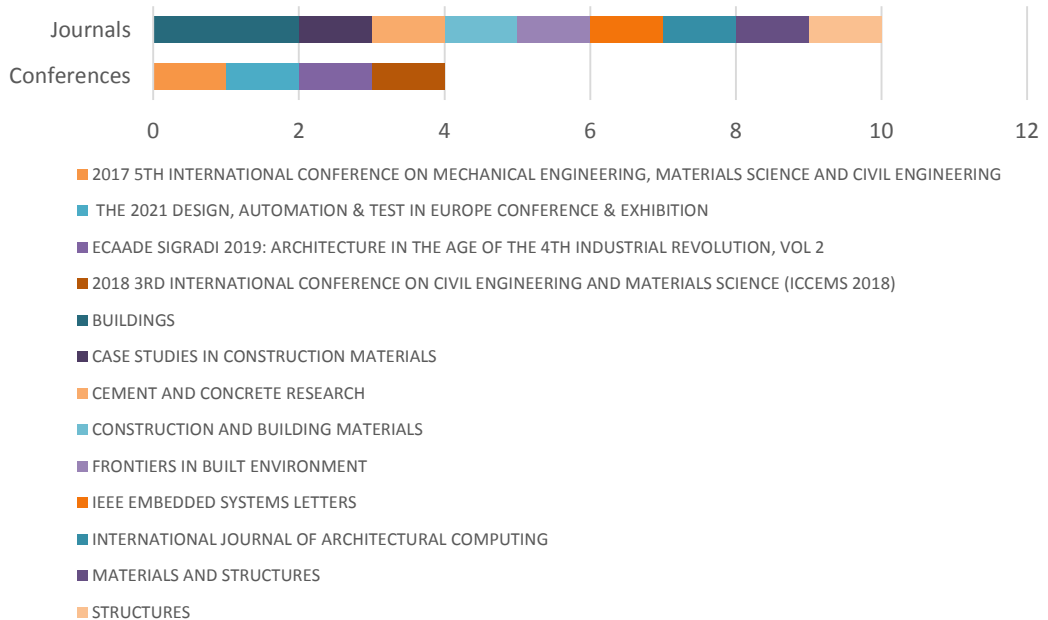 Journals
Conferences
0 2 4 6 8 10 12
2017 5TH INTERNATIONAL CONFERENCE ON MECHANICAL ENGINEERING, MATERIALS SCIENCE AND CIVIL ENGINEERING
THE 2021 DESIGN, AUTOMATION & TEST IN EUROPE CONFERENCE & EXHIBITION
ECAADE SIGRADI 2019: ARCHITECTURE IN THE AGE OF THE 4TH INDUSTRIAL REVOLUTION, VOL 2
2018 3RD INTERNATIONAL CONFERENCE ON CIVIL ENGINEERING AND MATERIALS SCIENCE (ICCEMS 2018)
BUILDINGS
CASE STUDIES IN CONSTRUCTION MATERIALS
CEMENT AND CONCRETE RESEARCH
CONSTRUCTION AND BUILDING MATERIALS
FRONTIERS IN BUILT ENVIRONMENT
IEEE EMBEDDED SYSTEMS LETTERS
INTERNATIONAL JOURNAL OF ARCHITECTURAL COMPUTING
MATERIALS AND STRUCTURES
STRUCTURES